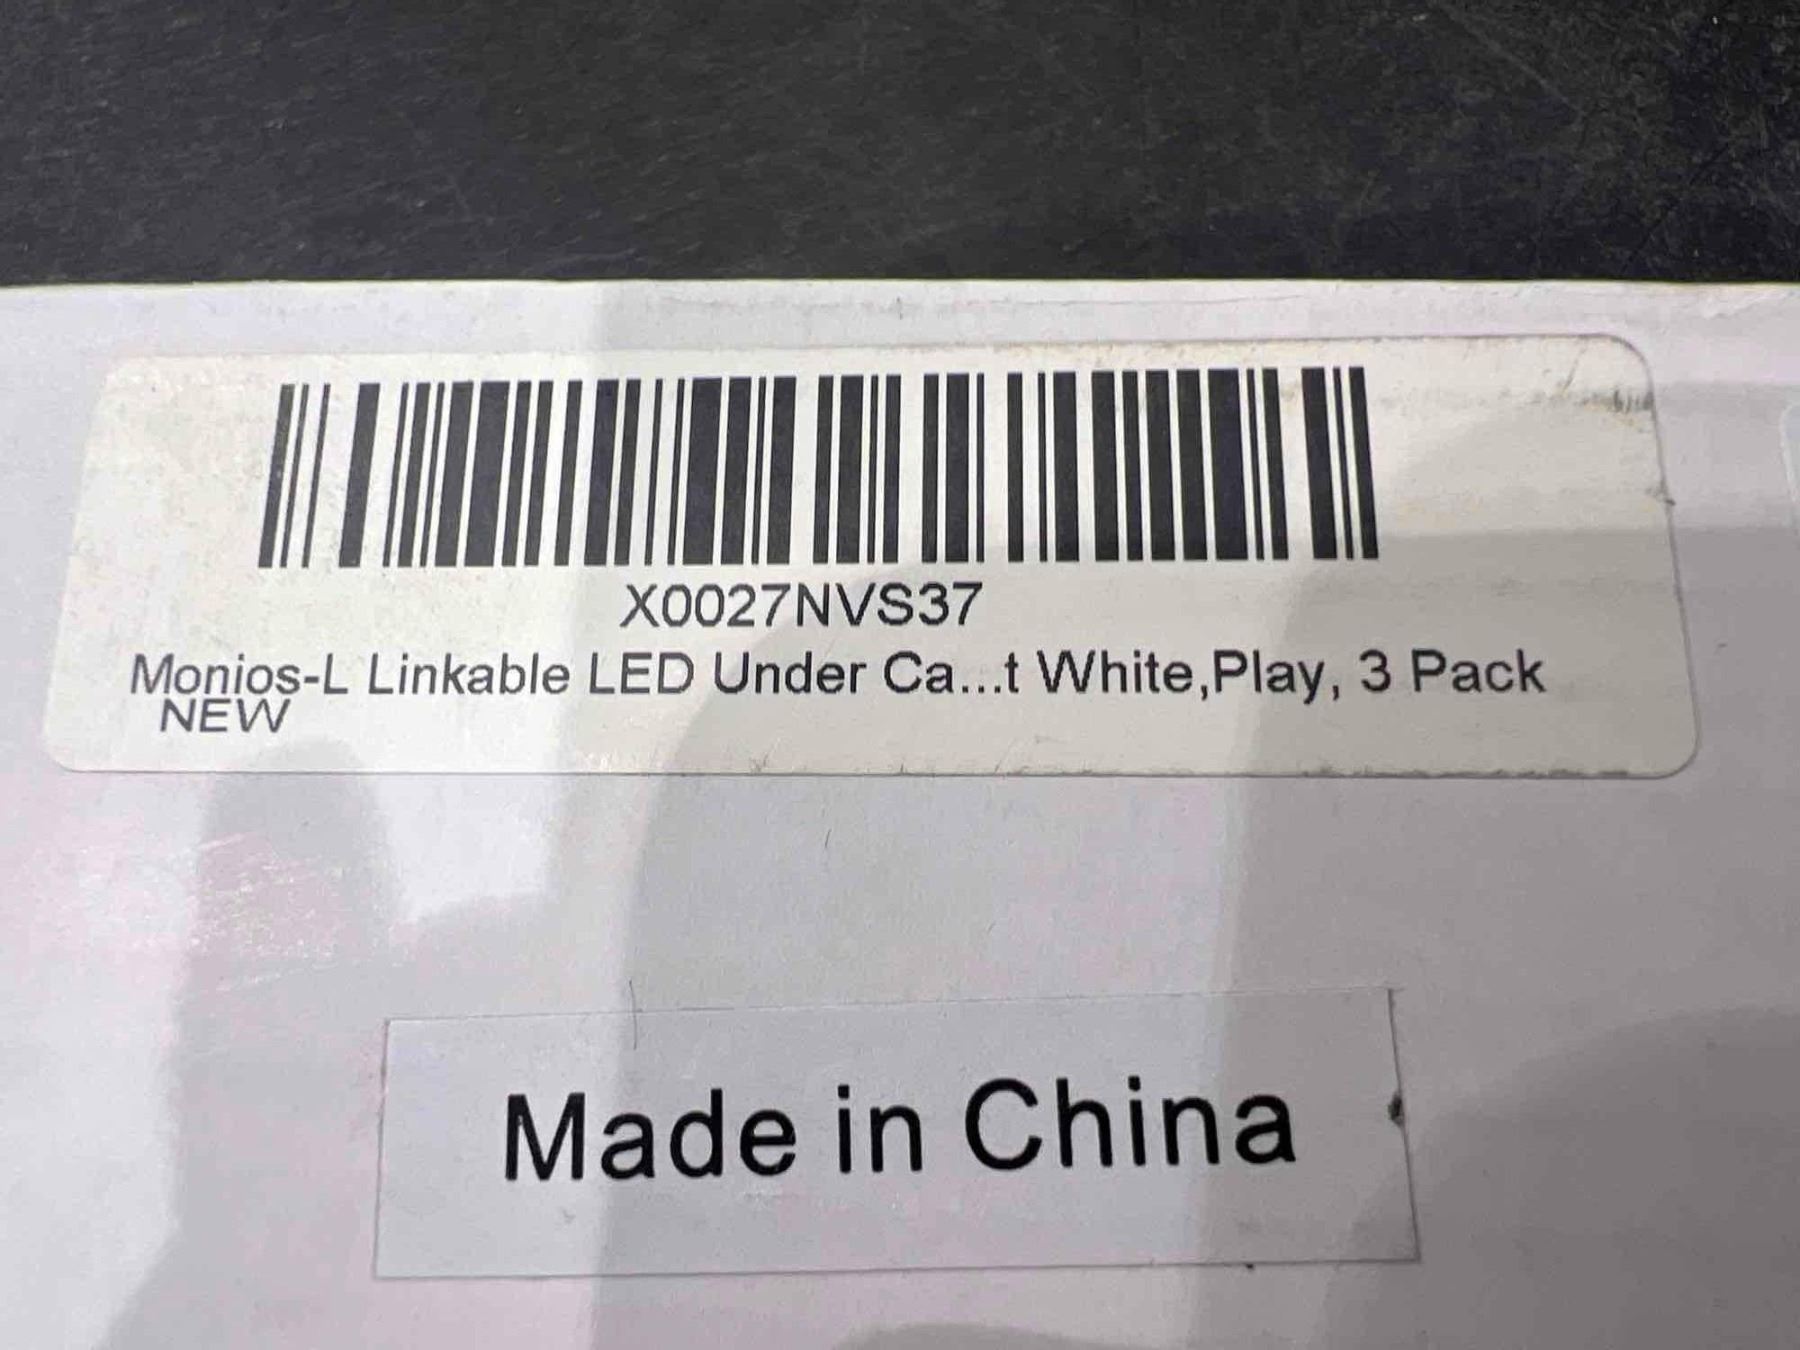 X0027NVS37
Monios-L Linkable LED Under Ca...t White,Play, 3 Pack
NEW
Made in China